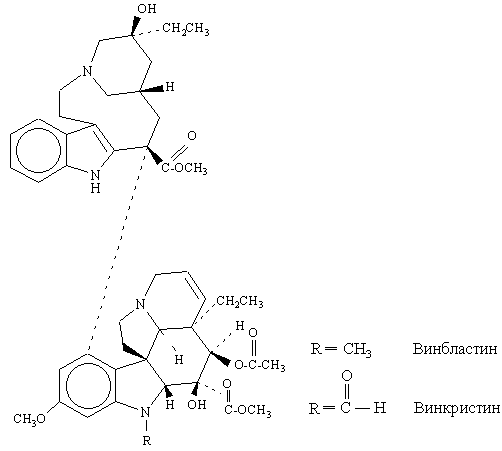 OH
CH₂CH₃
N
H
O
C-OCH₃
N
H
N
CH₂CH₃
H
O
H
O-C-CH₃
O
H
C-OCH₃
OH
CH₃O
N
R
R = CH₃ Винбластин
O
R = C — H Винкристин